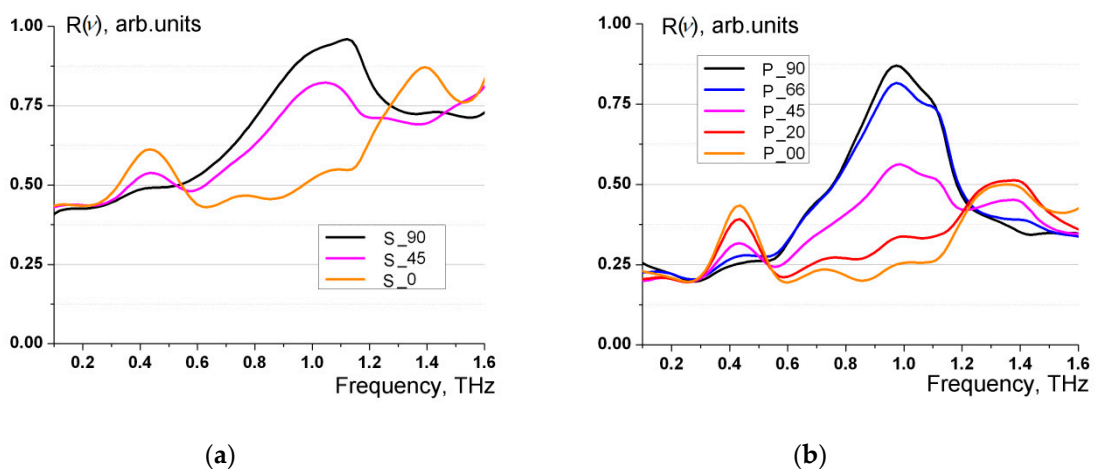 R(ν), arb.units
1.00
0.75
0.50
0.25
0.00
S_90
S_45
S_0
0.2 0.4 0.6 0.8 1.0 1.2 1.4 1.6
Frequency, THz
(a)
R(ν), arb.units
1.00
0.75
0.50
0.25
0.00
P_90
P_66
P_45
P_20
P_00
0.2 0.4 0.6 0.8 1.0 1.2 1.4 1.6
Frequency, THz
(b)